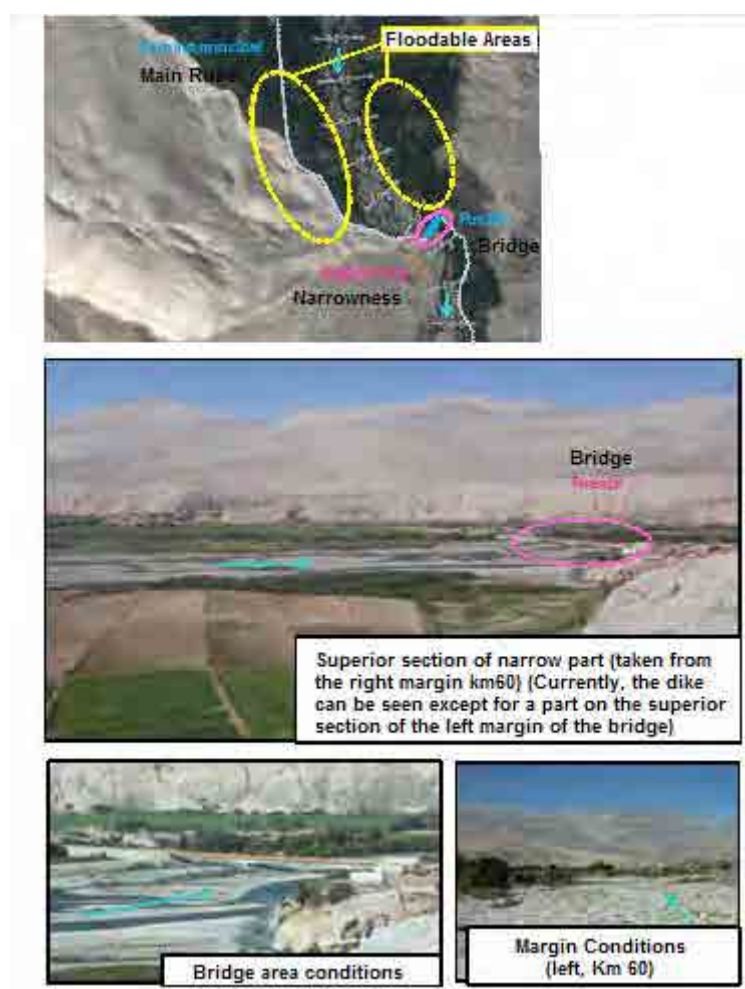 Floodable Areas
Main Ruse
Bridge
Narrowness
Bridge
Superior section of narrow part (taken from
the right margin km60) (Currently, the dike
can be seen except for a part on the superior
section of the left margin of the bridge)
Bridge area conditions
Margin Conditions
(left, Km 60)